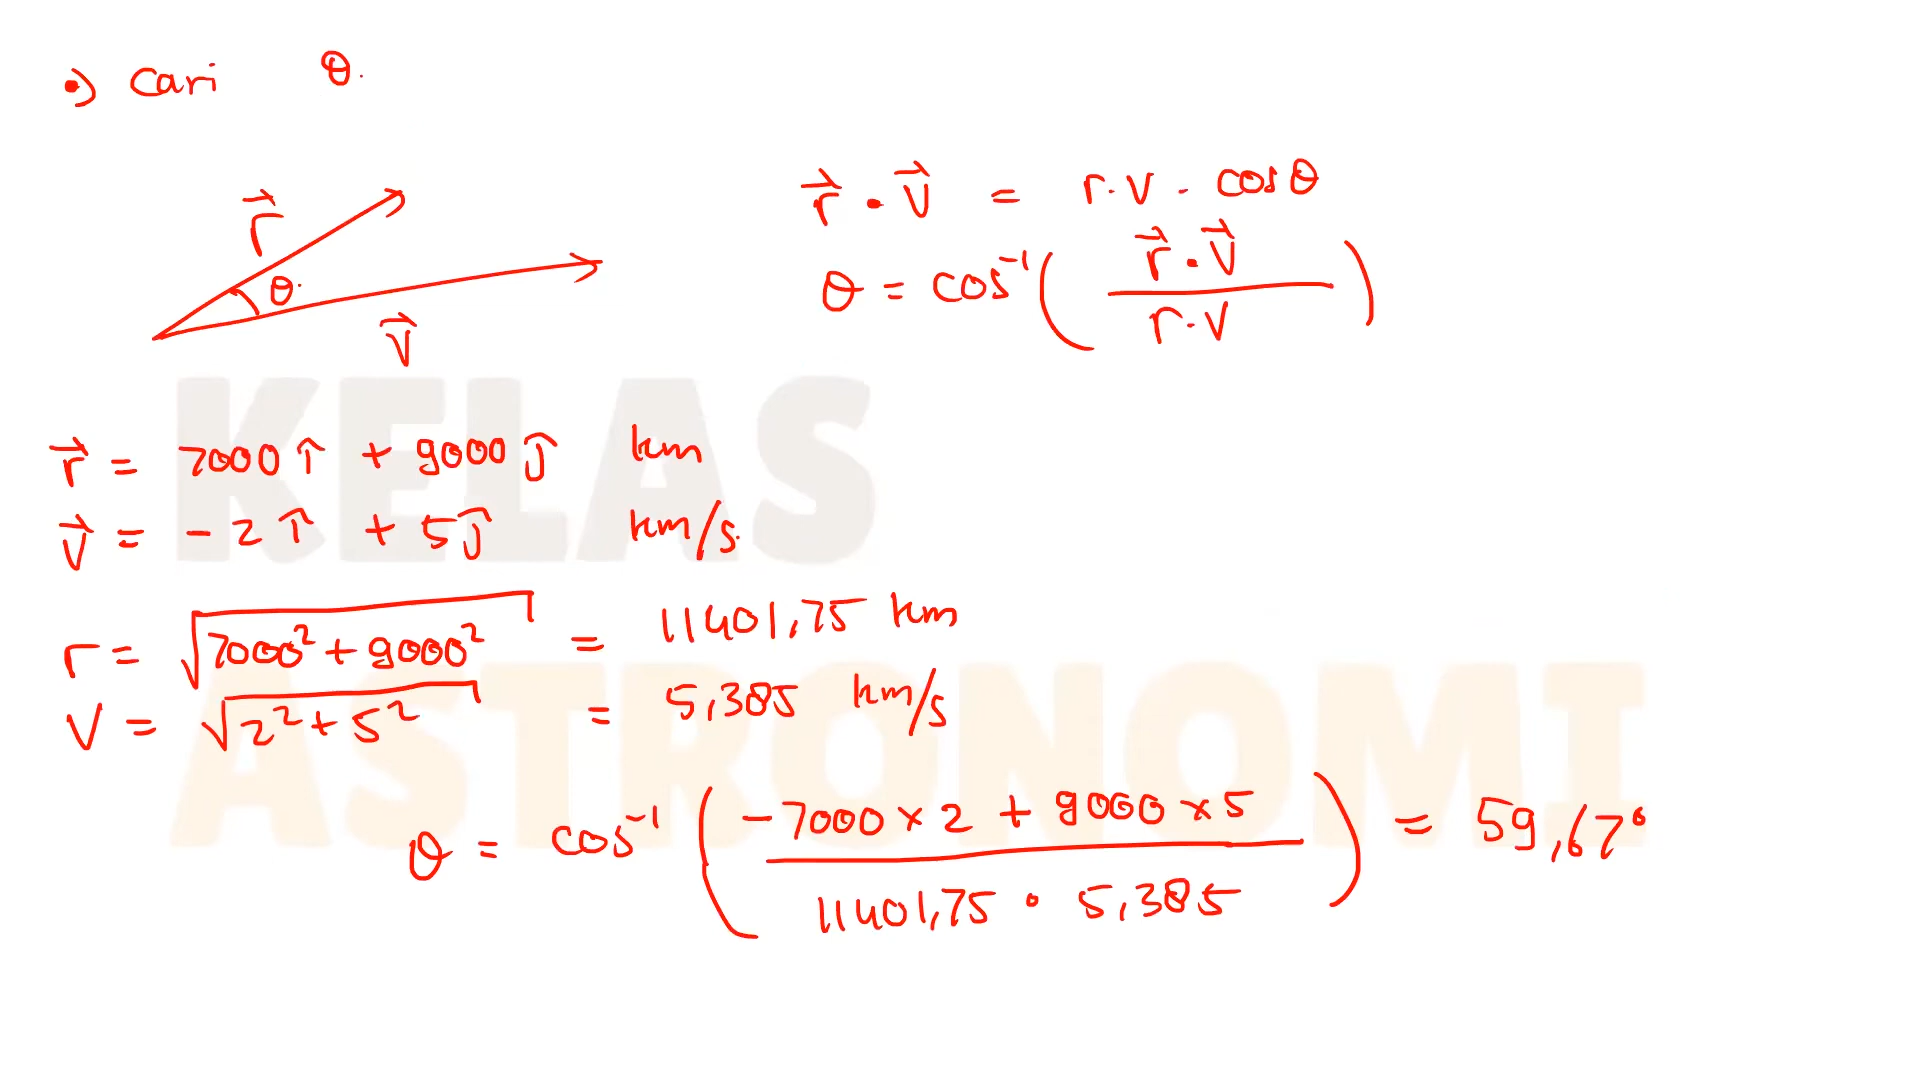 •) Cari θ.
r⃗ · v⃗ = r·v · cos θ
r⃗
θ = cos⁻¹ ( r⃗ · v⃗ / r·v )
θ.
v⃗
KELAS
r⃗ = 7000 î + 9000 ĵ km
v⃗ = -2 î + 5 ĵ km/s.
r = √(7000² + 9000²) = 11401,75 km
v = √(2² + 5²) = 5,385 km/s
ASTRONOMI
θ = cos⁻¹ ( -7000 × 2 + 9000 × 5 / 11401,75 · 5,385 ) = 59,67°